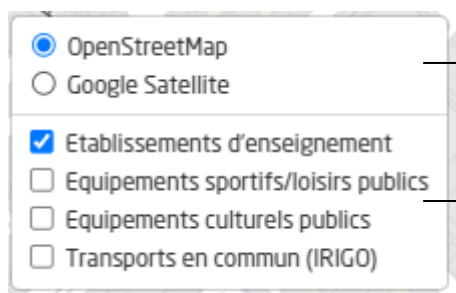 OpenStreetMap
Google Satellite
Etablissements d'enseignement
Equipements sportifs/loisirs publics
Equipements culturels publics
Transports en commun (IRIGO)